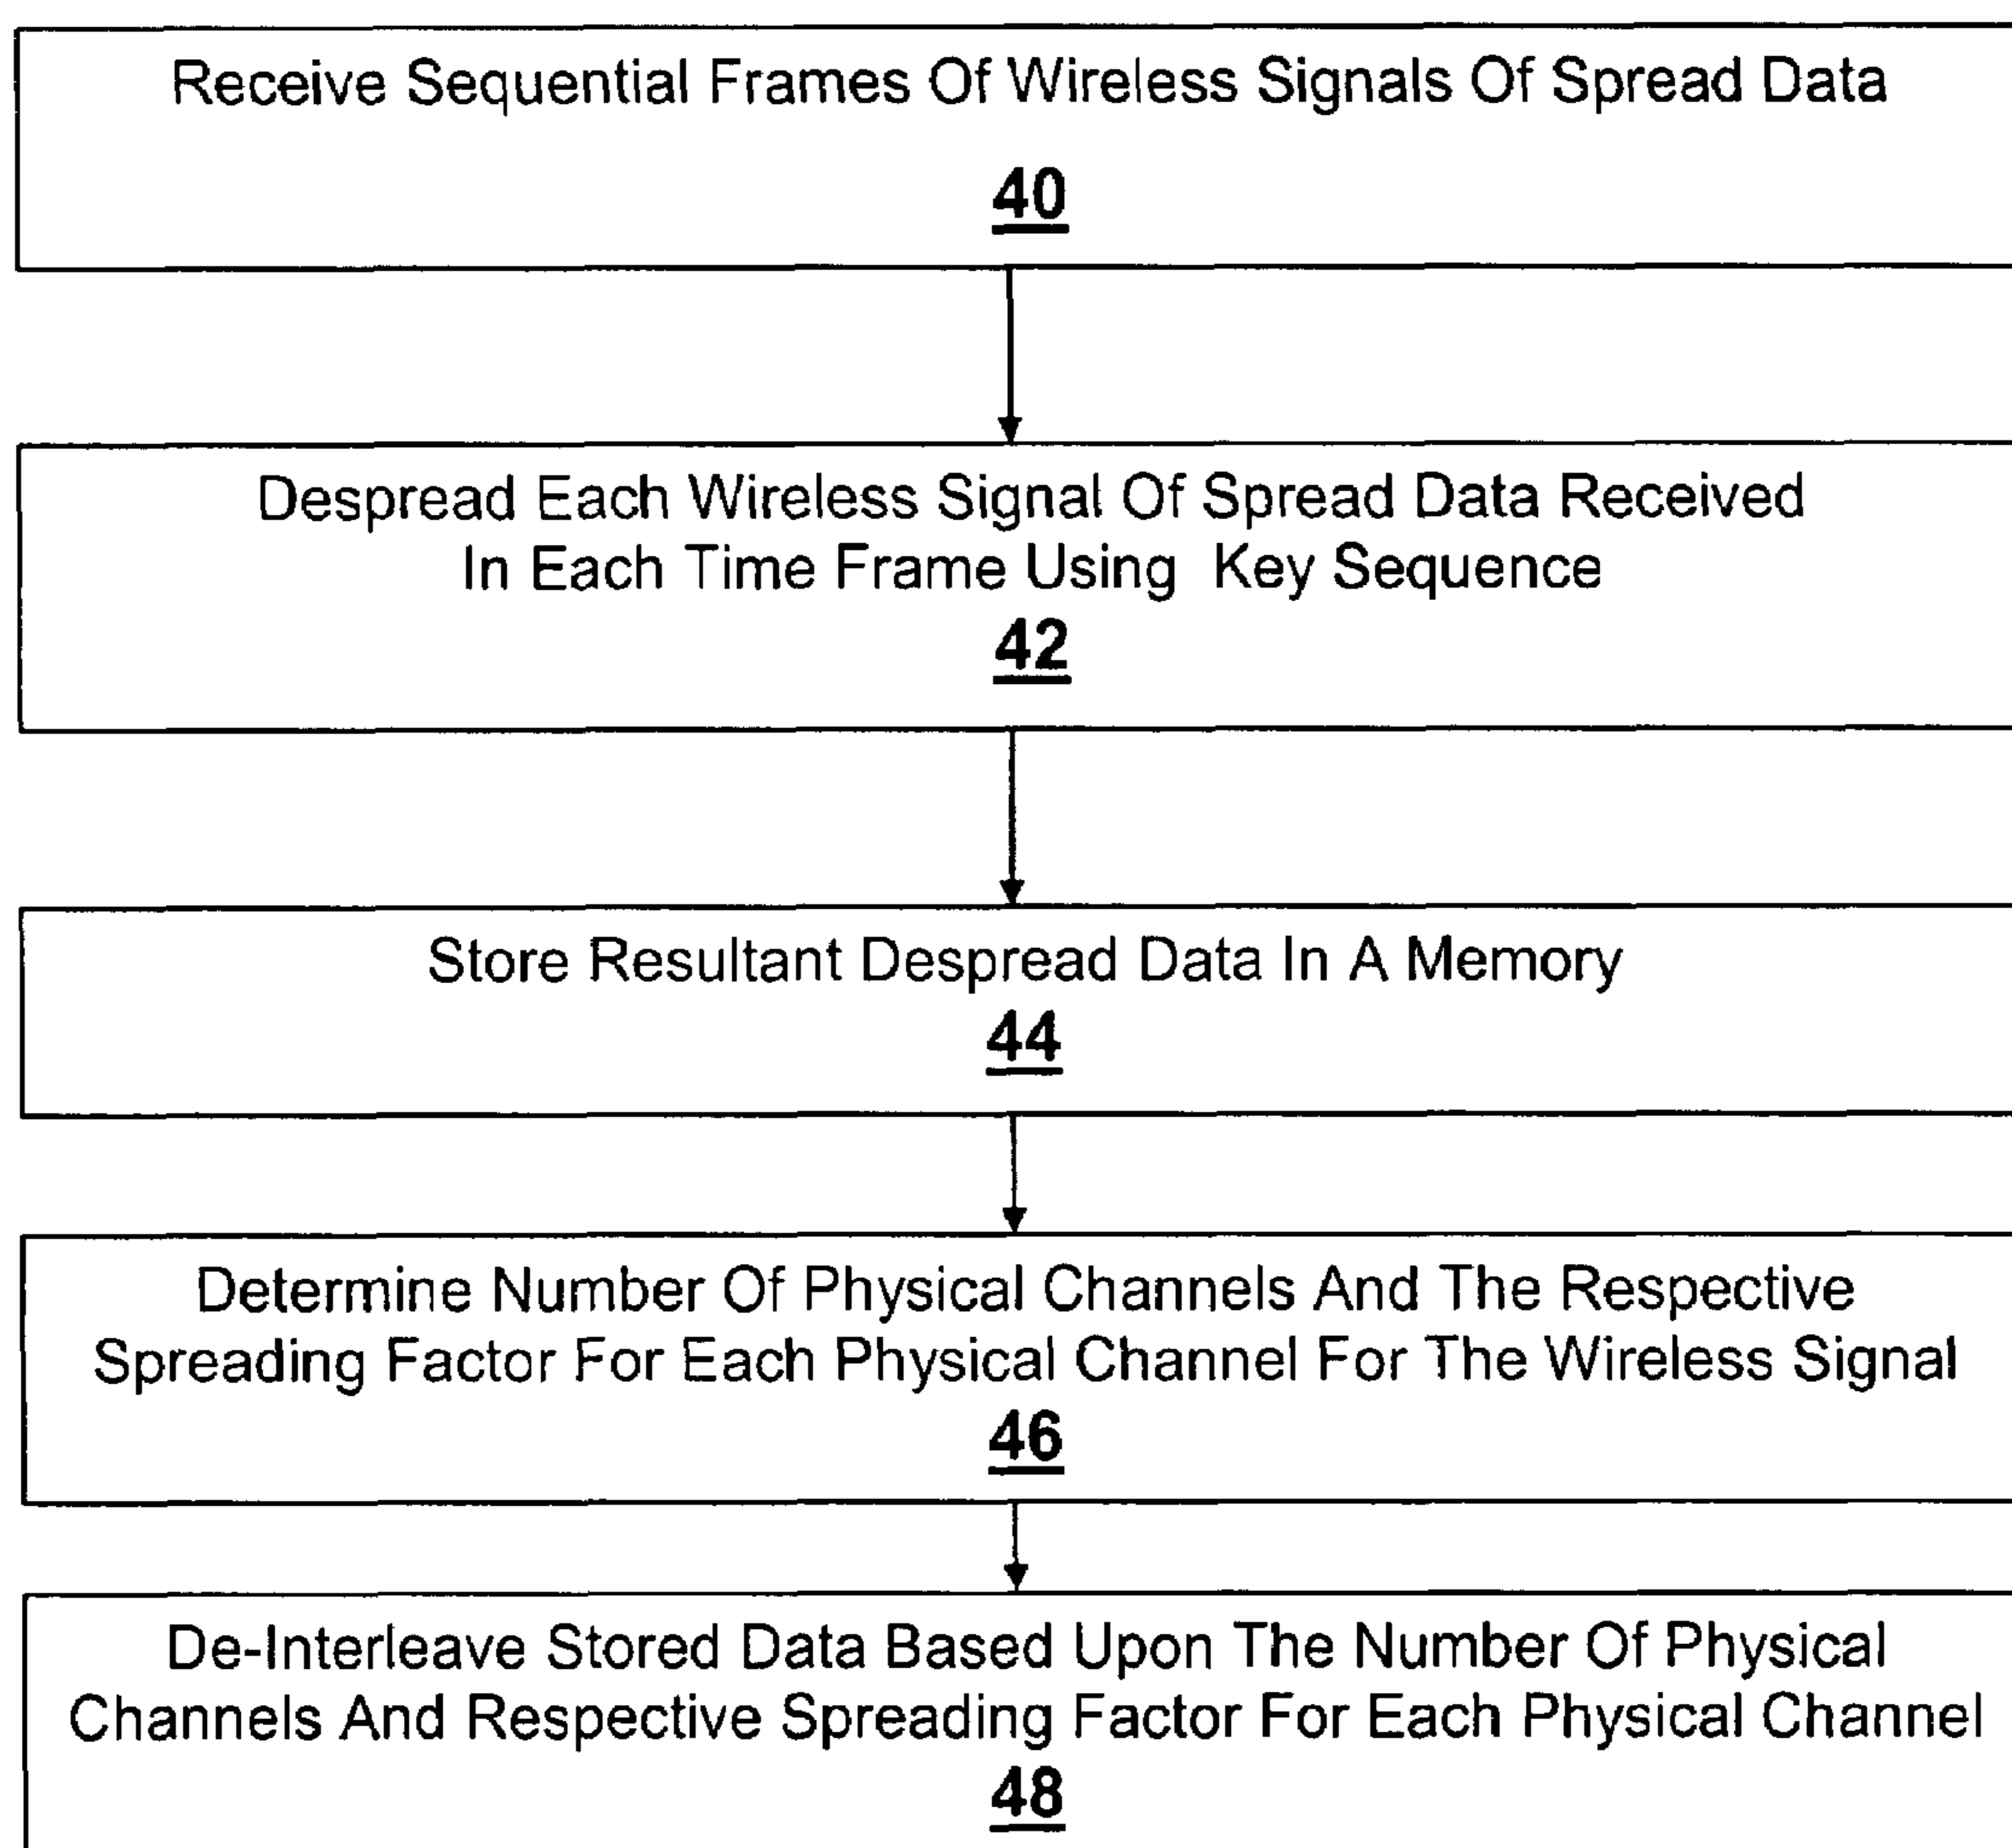 Receive Sequential Frames Of Wireless Signals Of Spread Data
40
Despread Each Wireless Signal Of Spread Data Received
In Each Time Frame Using Key Sequence
42
Store Resultant Despread Data In A Memory
44
Determine Number Of Physical Channels And The Respective
Spreading Factor For Each Physical Channel For The Wireless Signal
46
De-Interleave Stored Data Based Upon The Number Of Physical
Channels And Respective Spreading Factor For Each Physical Channel
48